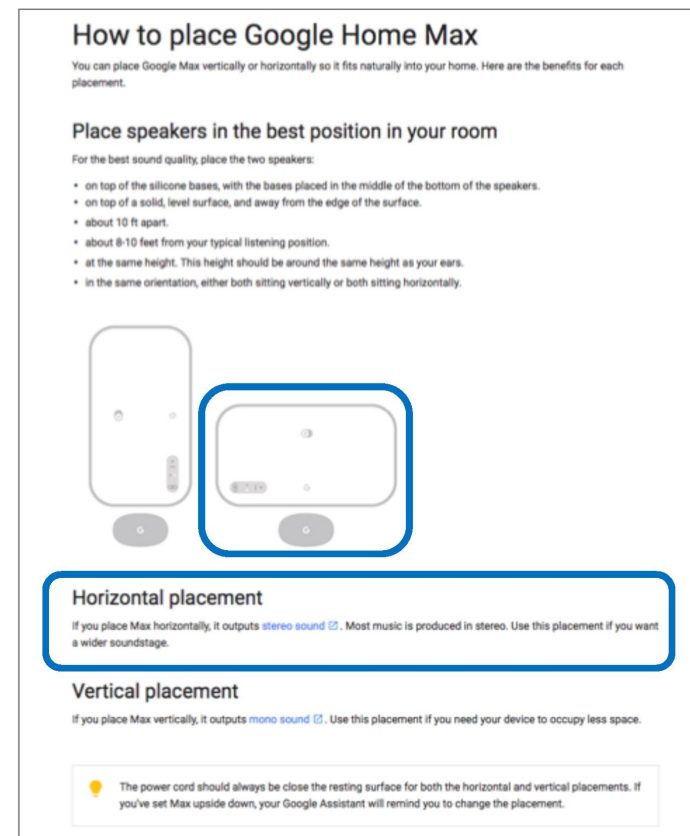 How to place Google Home Max
You can place Google Max vertically or horizontally so it fits naturally into your home. Here are the benefits for each
placement.
Place speakers in the best position in your room
For the best sound quality, place the two speakers:
• on top of the silicone bases, with the bases placed in the middle of the bottom of the speakers.
• on top of a solid, level surface, and away from the edge of the surface.
• about 10 ft apart.
• about 8-10 feet from your typical listening position.
• at the same height. This height should be around the same height as your ears.
• in the same orientation, either both sitting vertically or both sitting horizontally.
Horizontal placement
If you place Max horizontally, it outputs stereo sound. Most music is produced in stereo. Use this placement if you want
a wider soundstage.
Vertical placement
If you place Max vertically, it outputs mono sound. Use this placement if you need your device to occupy less space.
The power cord should always be close the resting surface for both the horizontal and vertical placements. If
you've set Max upside down, your Google Assistant will remind you to change the placement.